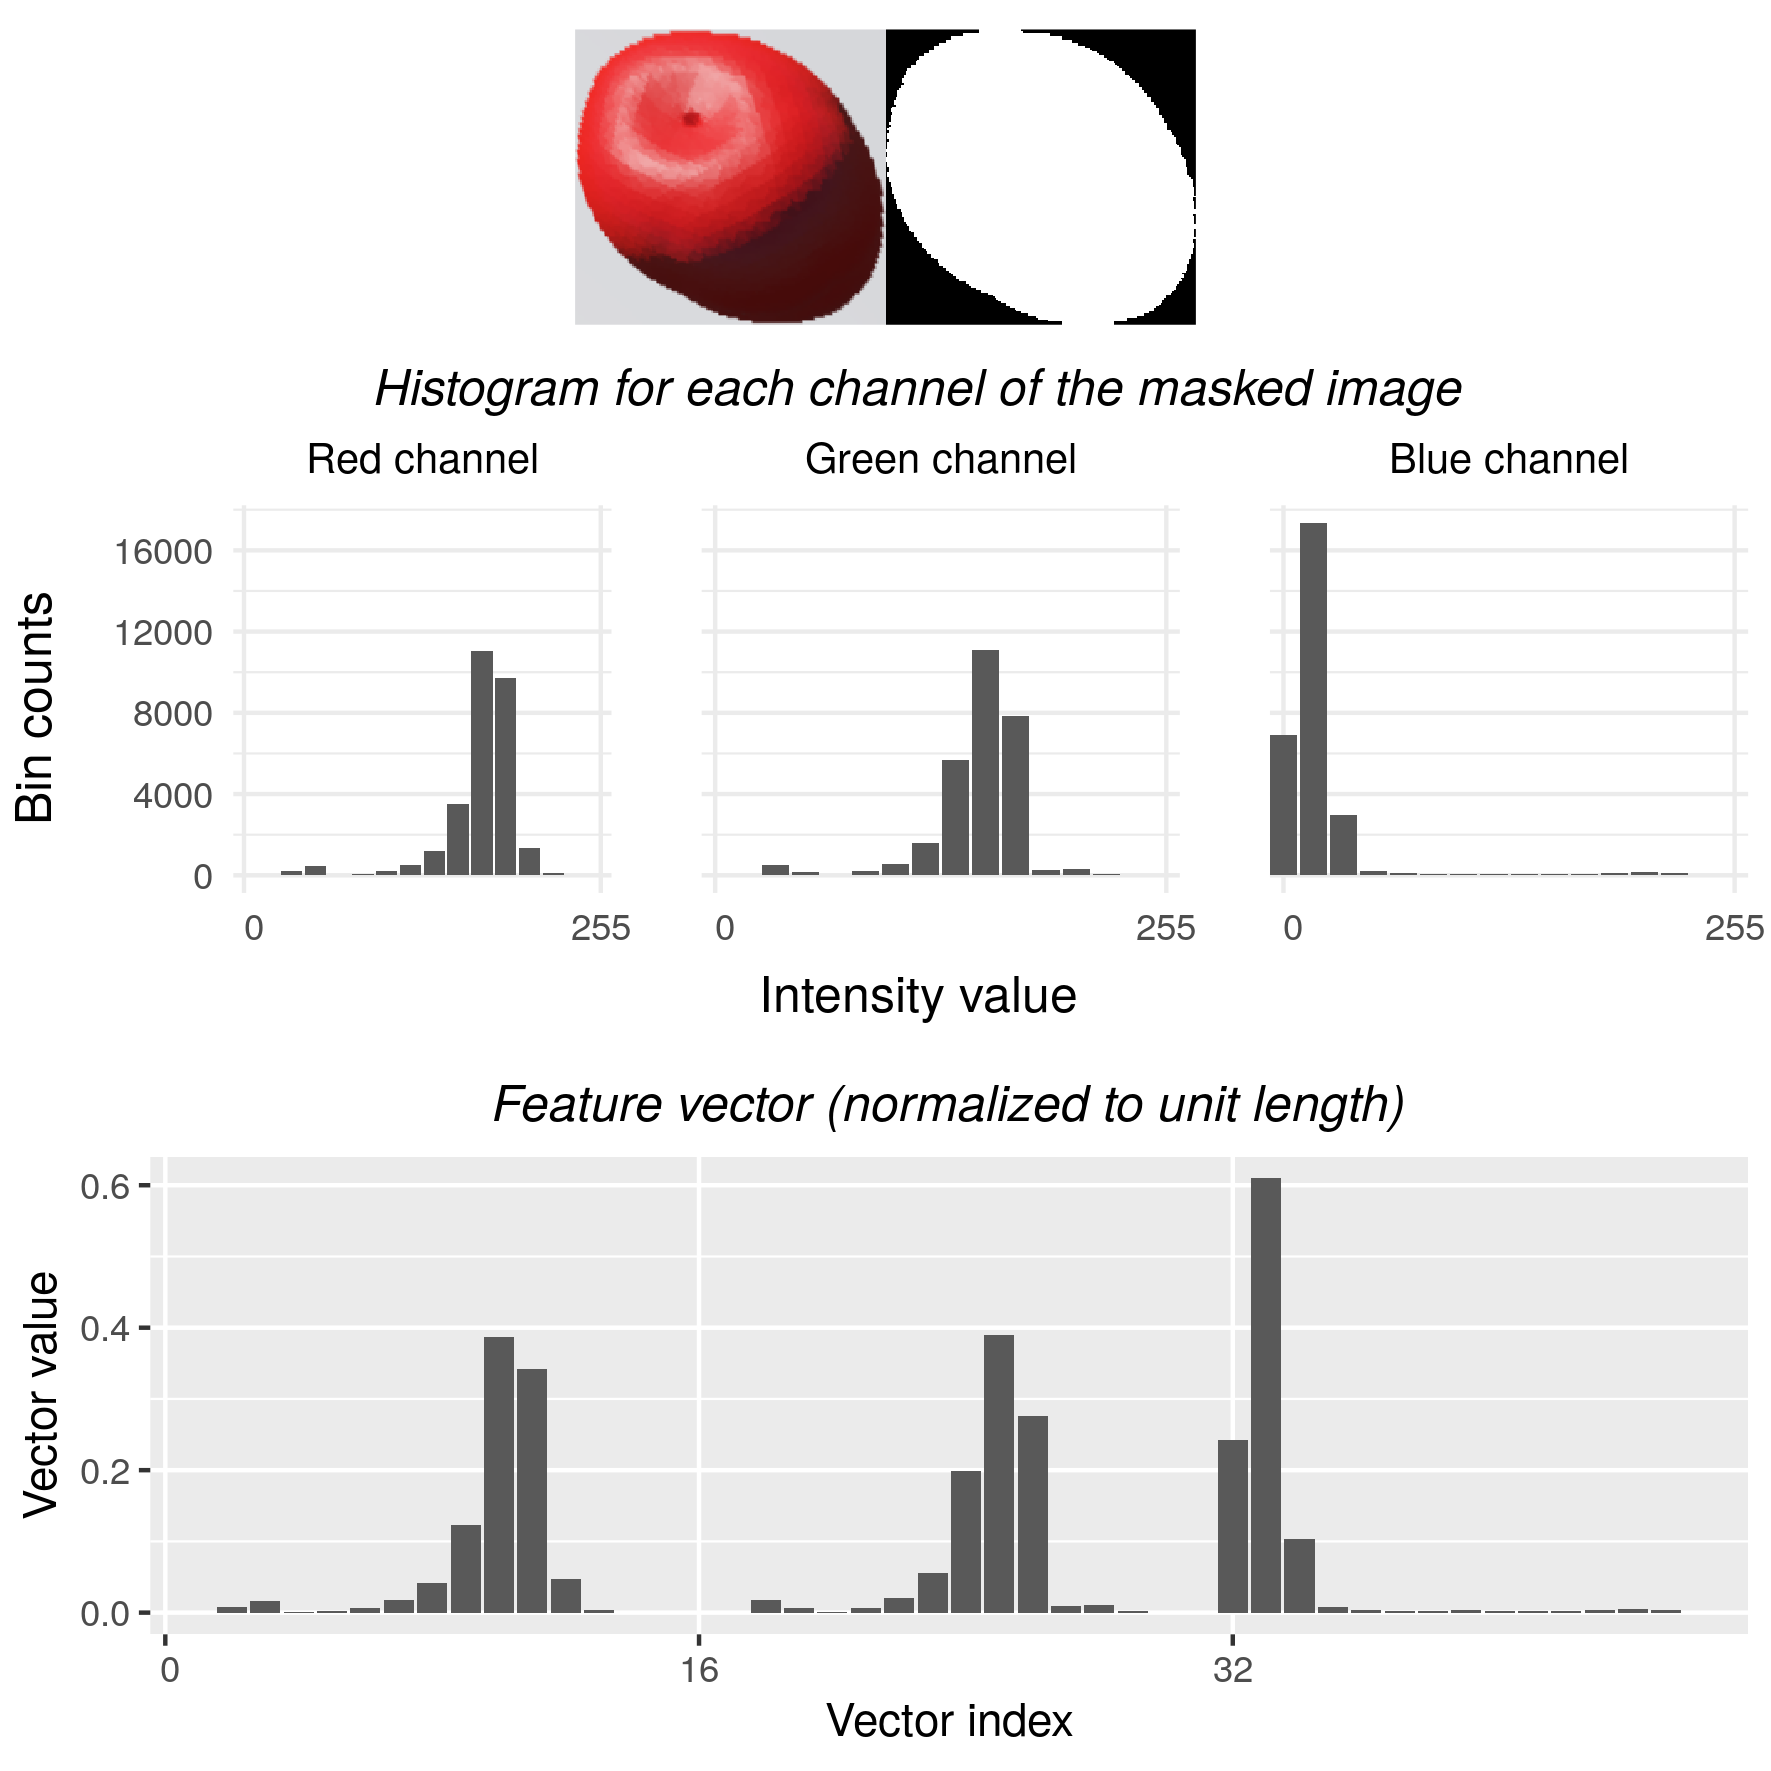 Histogram for each channel of the masked image
Red channel
Green channel
Blue channel
Bin counts
16000
12000
8000
4000
0
0 255
0 255
0 255
Intensity value
Feature vector (normalized to unit length)
Vector value
0.6
0.4
0.2
0.0
0 16 32
Vector index